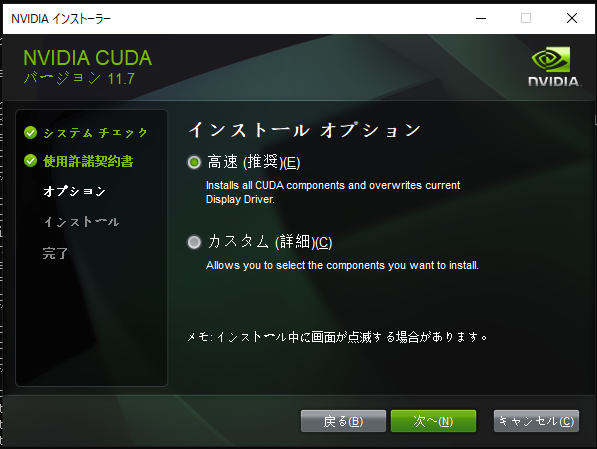 NVIDIA インストーラー
NVIDIA CUDA
バージョン 11.7
NVIDIA.
システム チェック
使用許諾契約書
オプション
インストール
完了
インストール オプション
高速 (推奨)(E)
Installs all CUDA components and overwrites current
Display Driver.
カスタム (詳細)(C)
Allows you to select the components you want to install.
メモ: インストール中に画面が点滅する場合があります。
戻る(B)
次へ(N)
キャンセル(C)